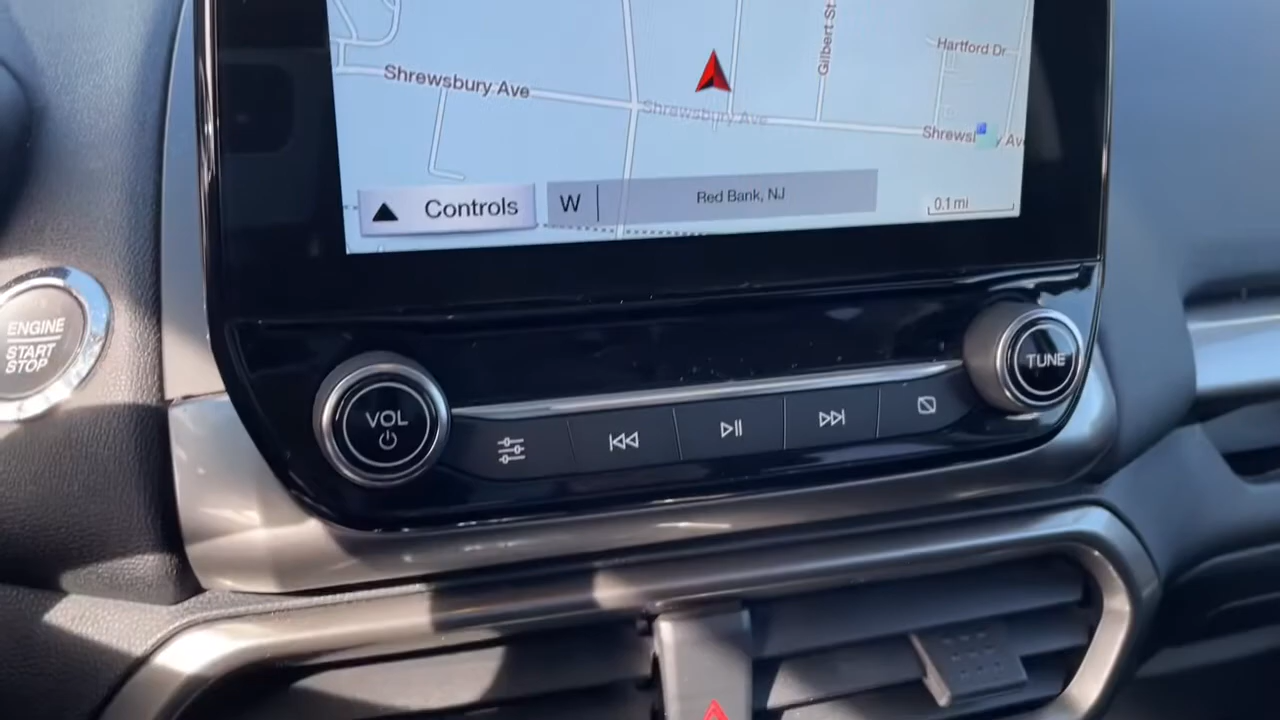 Gilbert St
Hartford Dr
Shrewsbury Ave
Shrewsbury Ave
Controls
W
Red Bank, NJ
0.1 mi
ENGINE
START
STOP
VOL
TUNE